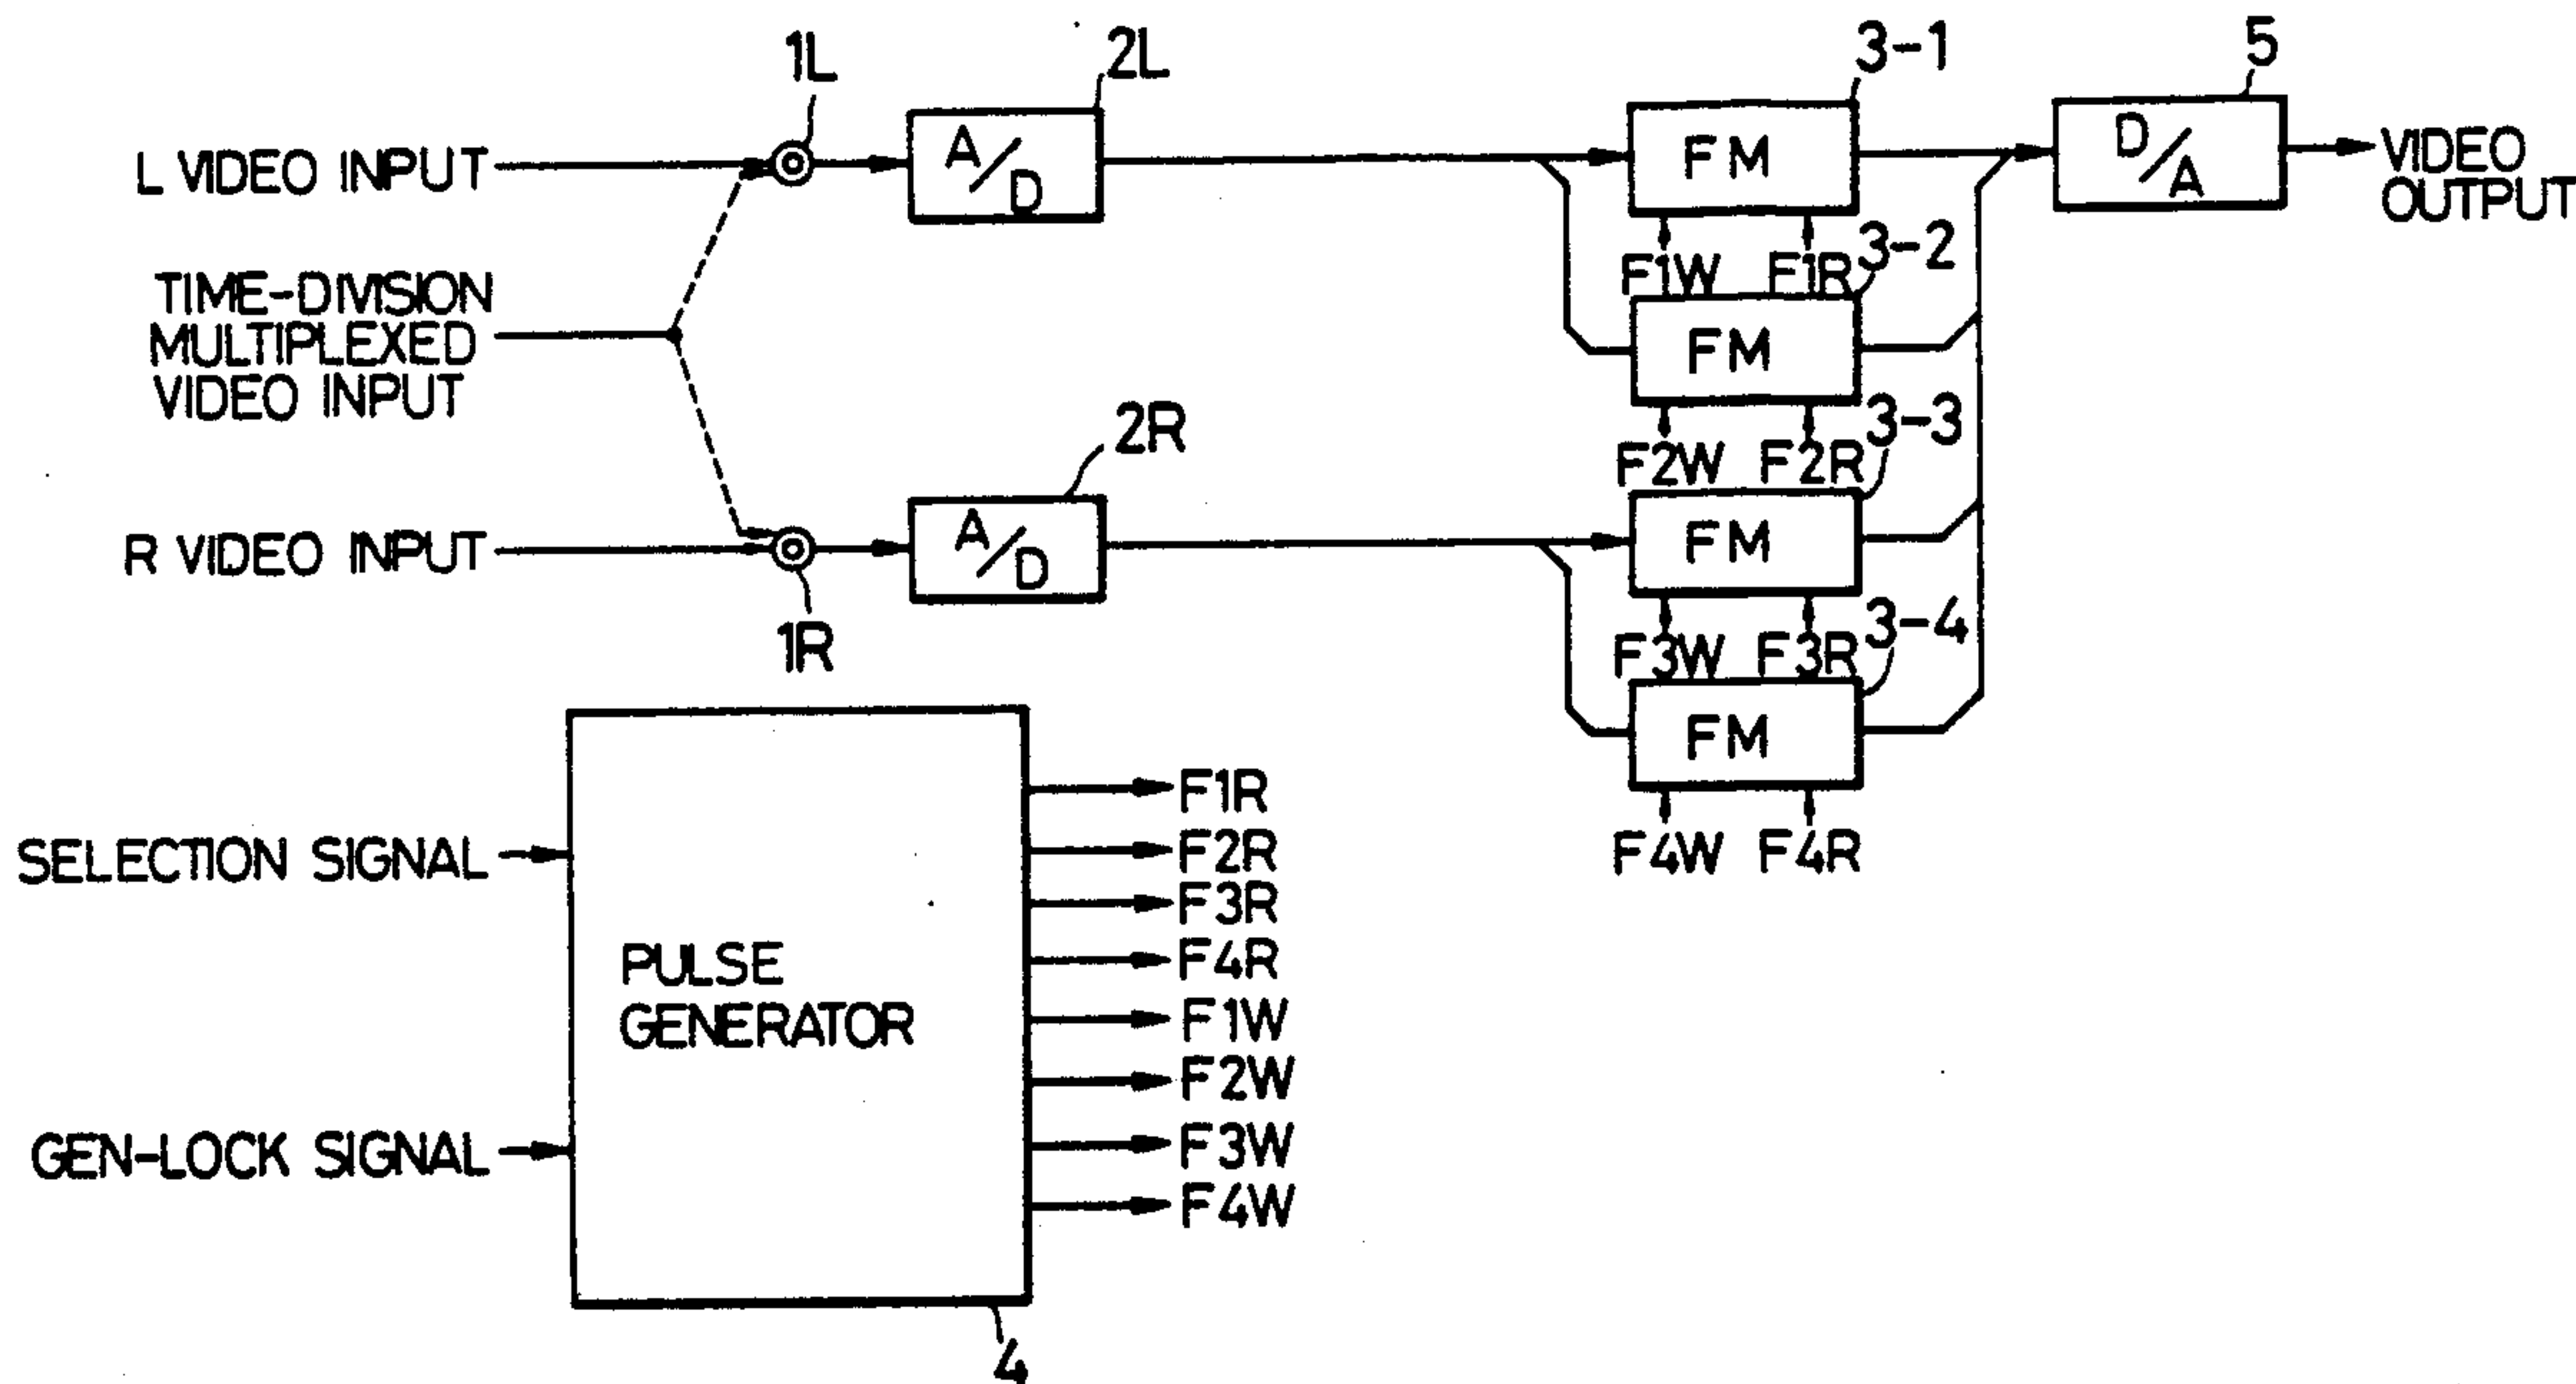 1L
2L
3-1
5
L VIDEO INPUT
A/D
FM
D/A
VIDEO
OUTPUT
F1W F1R
3-2
TIME-DIVISION
MULTIPLEXED
VIDEO INPUT
FM
F2W F2R
3-3
2R
R VIDEO INPUT
A/D
FM
1R
F3W F3R
3-4
FM
F4W F4R
SELECTION SIGNAL
GEN-LOCK SIGNAL
PULSE
GENERATOR
F1R
F2R
F3R
F4R
F1W
F2W
F3W
F4W
4